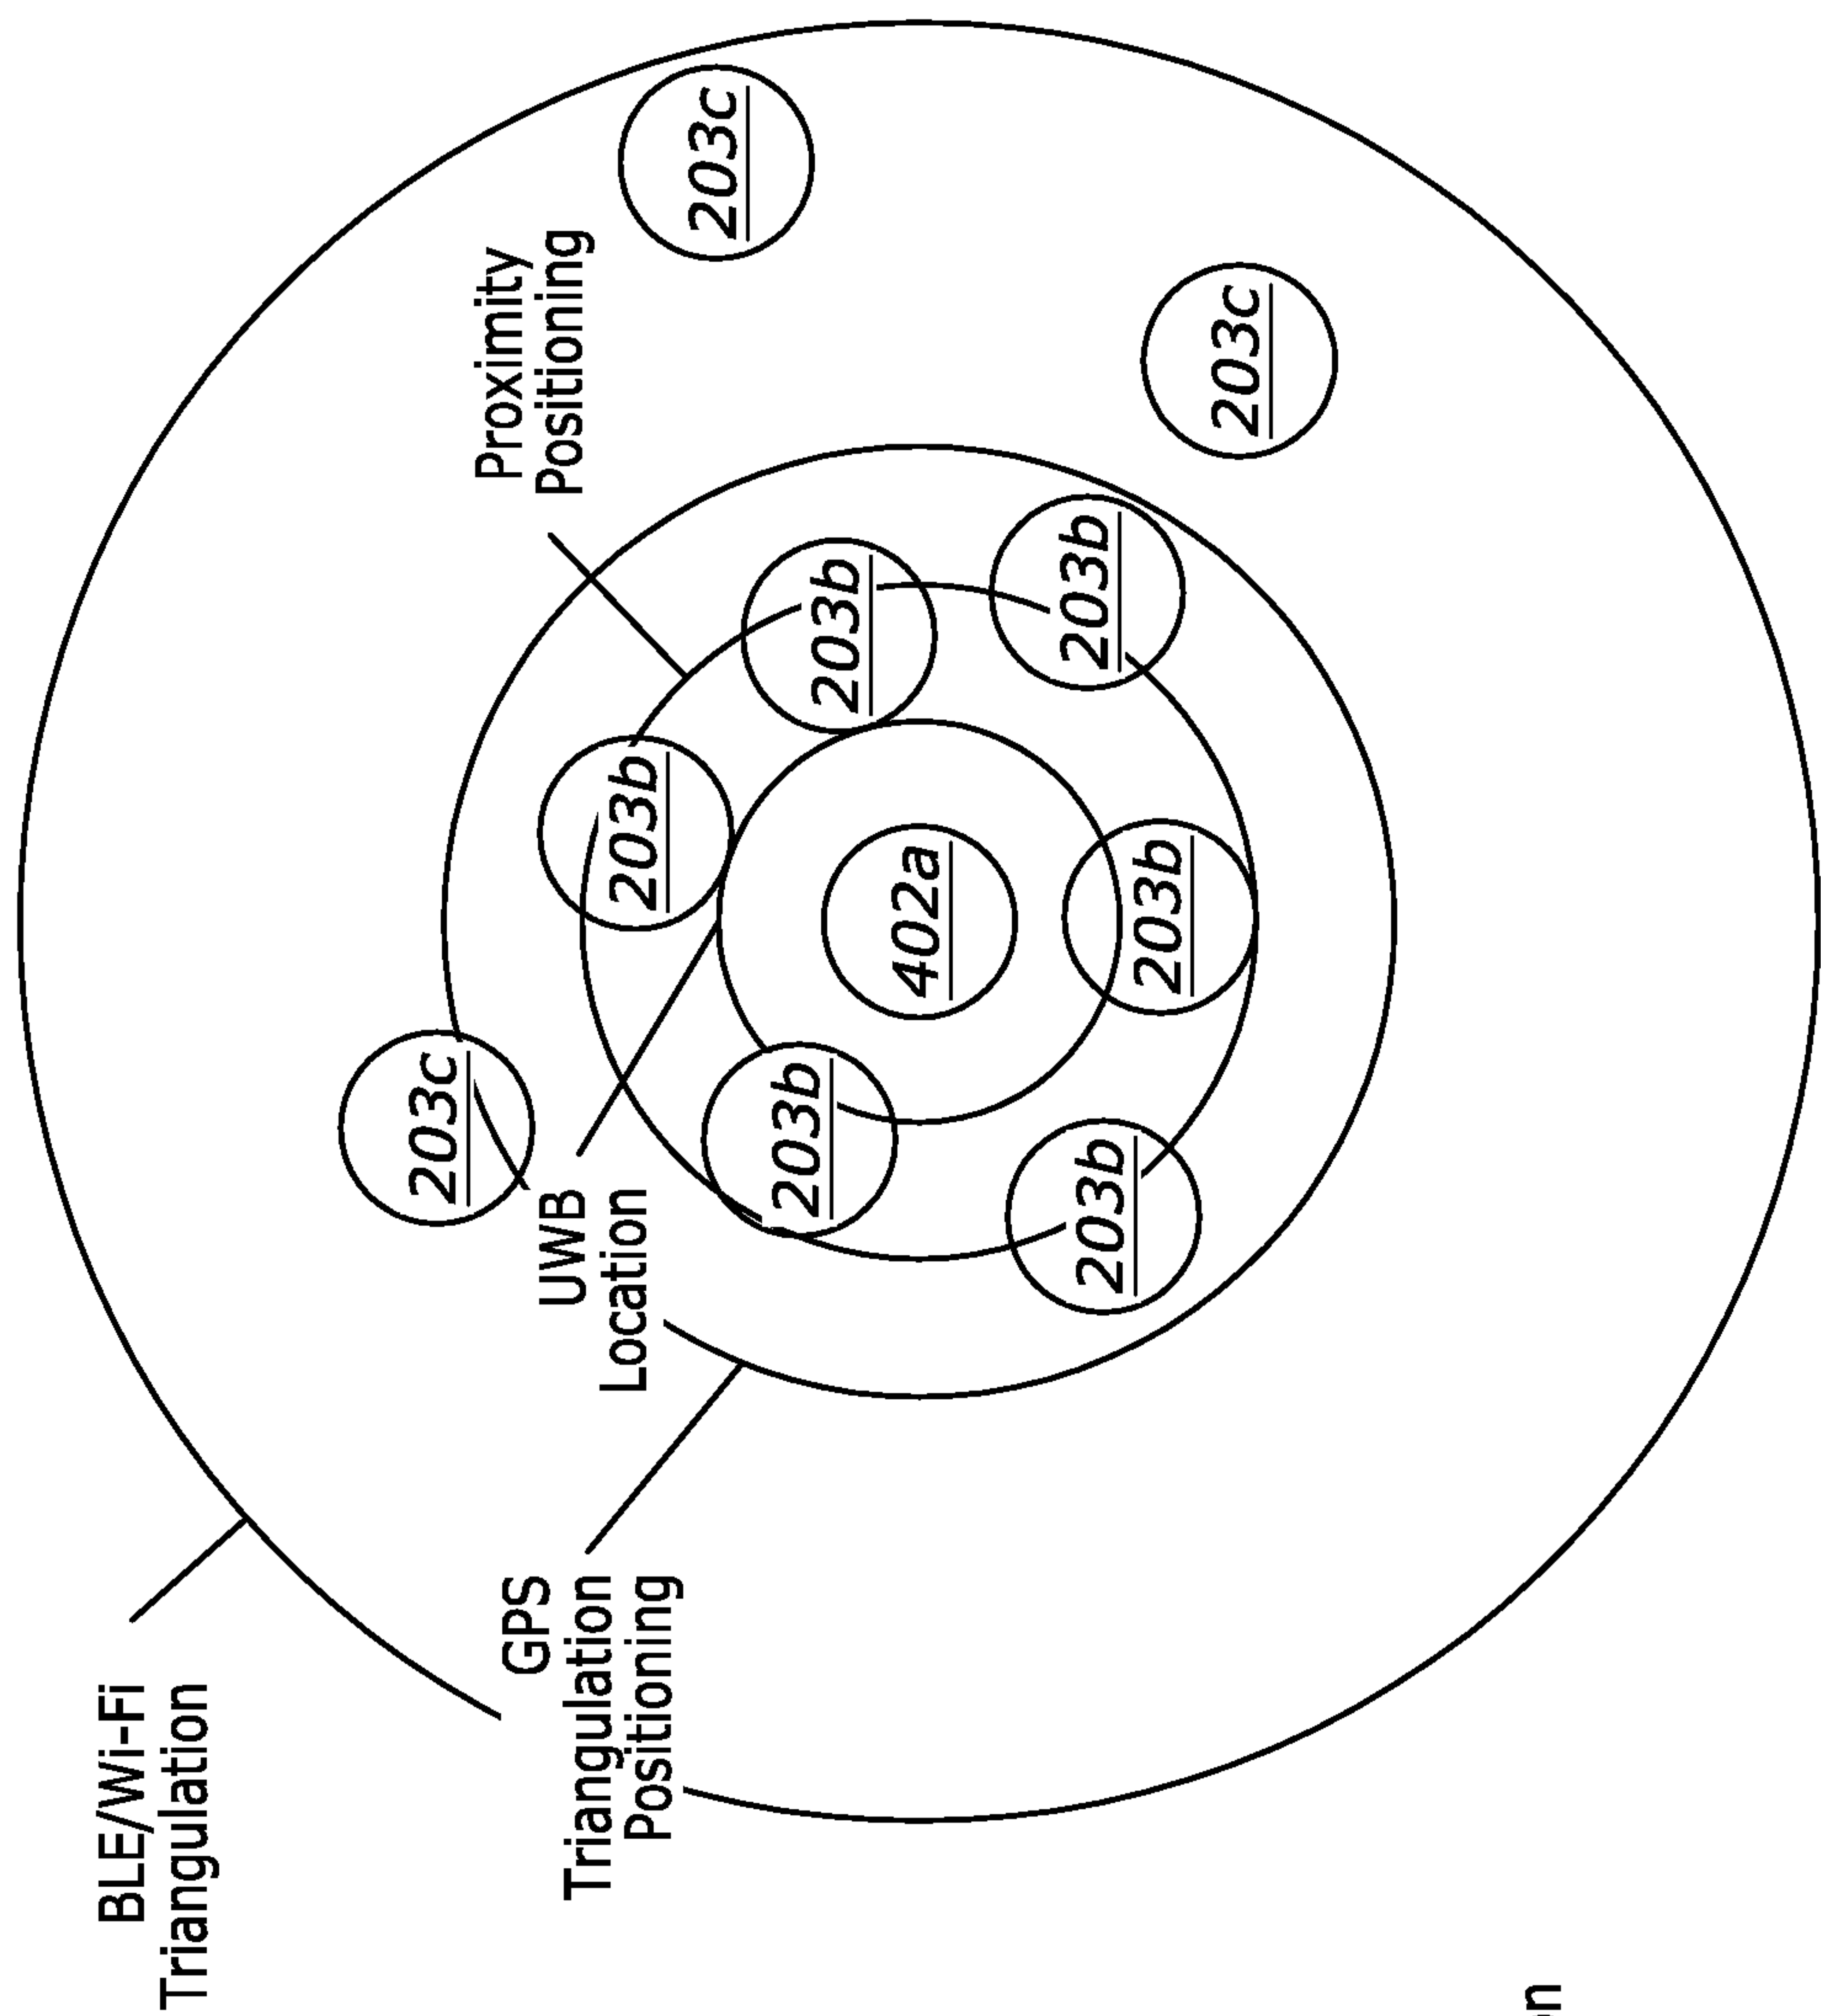 BLE/Wi-Fi
Triangulation
203c
Proximity
Positioning
GPS
Triangulation
Positioning
UWB
Location
203b
203c
203b
203b
402a
203b
203b
203b
203c